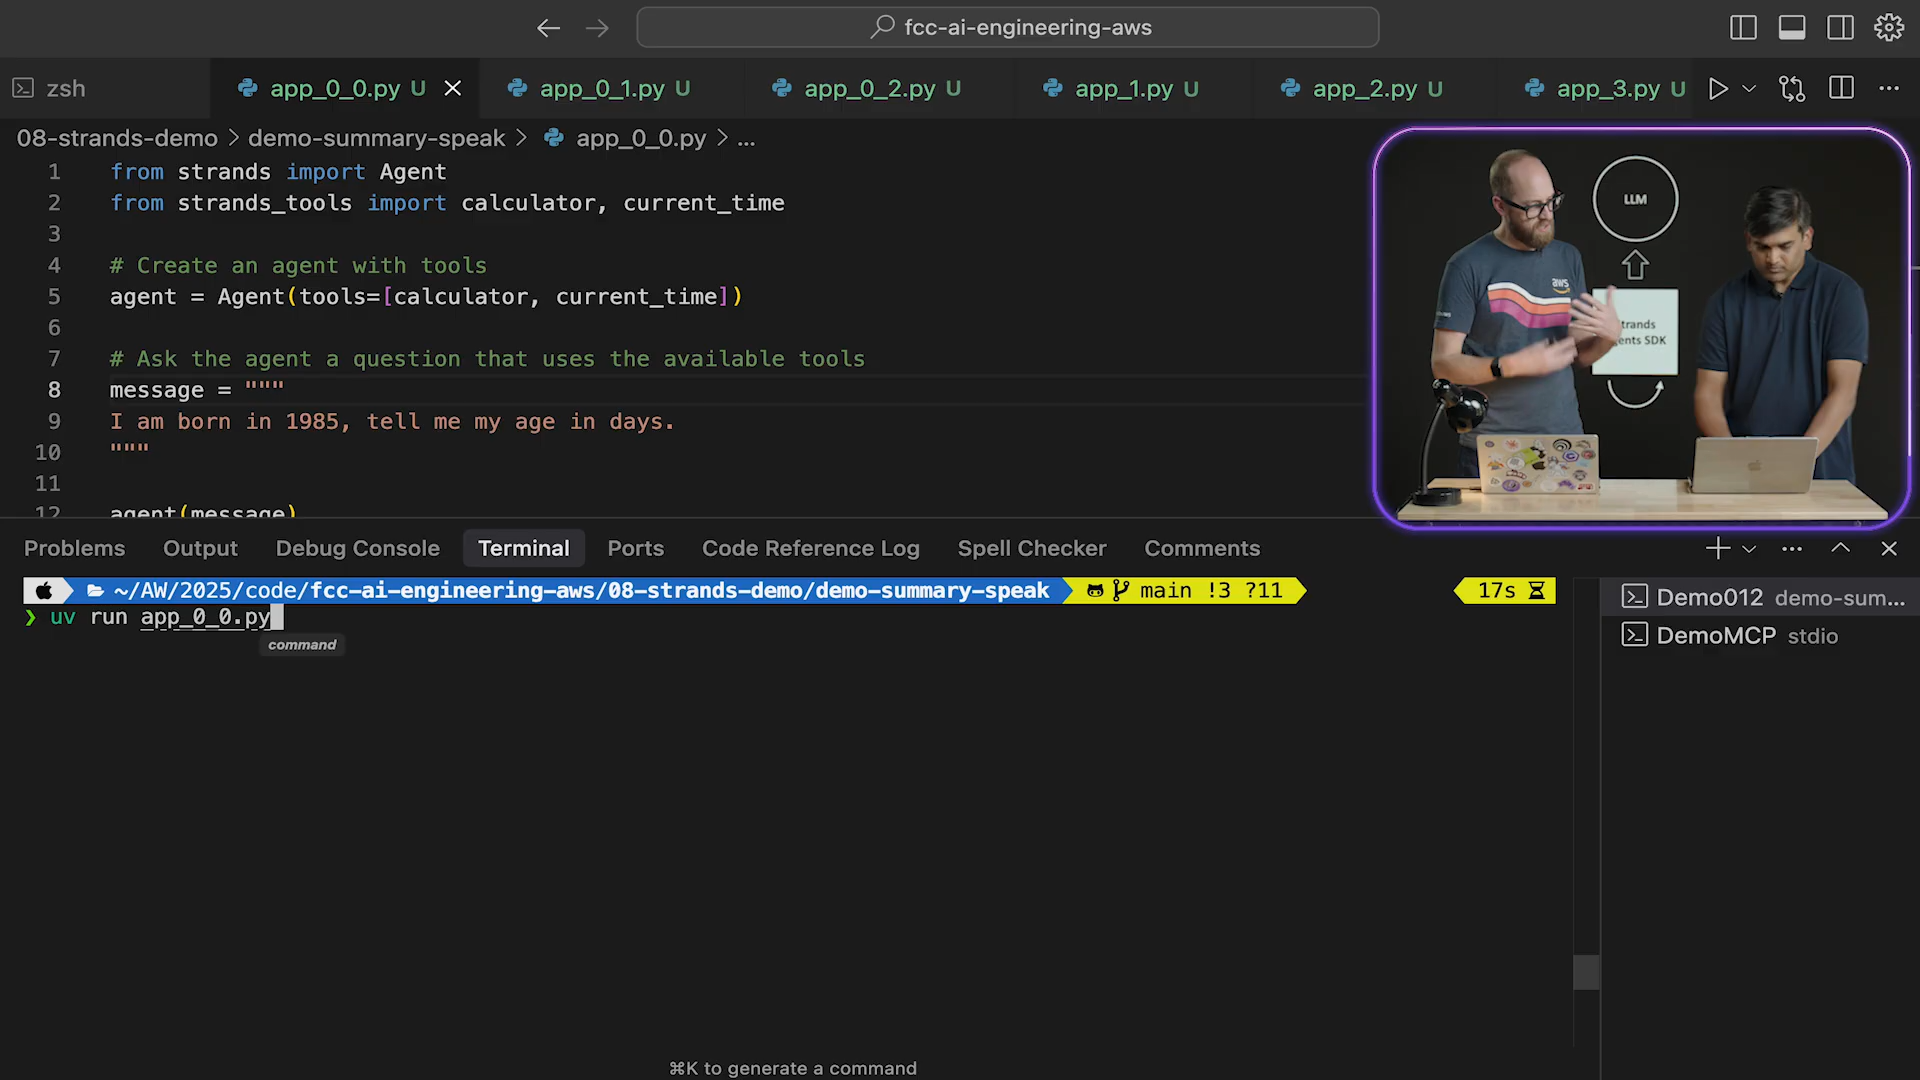 fcc-ai-engineering-aws
zsh
app_0_0.py U
app_0_1.py U
app_0_2.py U
app_1.py U
app_2.py U
app_3.py U
08-strands-demo > demo-summary-speak > app_0_0.py > ...
1 from strands import Agent
2 from strands_tools import calculator, current_time
3
4 # Create an agent with tools
5 agent = Agent(tools=[calculator, current_time])
6
7 # Ask the agent a question that uses the available tools
8 message = """
9 I am born in 1985, tell me my age in days.
10 """
11
12 agent(message)
LLM
aws
trands
ents SDK
Problems Output Debug Console Terminal Ports Code Reference Log Spell Checker Comments
~/AW/2025/code/fcc-ai-engineering-aws/08-strands-demo/demo-summary-speak main !3 ?11 17s
❯ uv run app_0_0.py
command
Demo012 demo-sum...
DemoMCP stdio
⌘K to generate a command